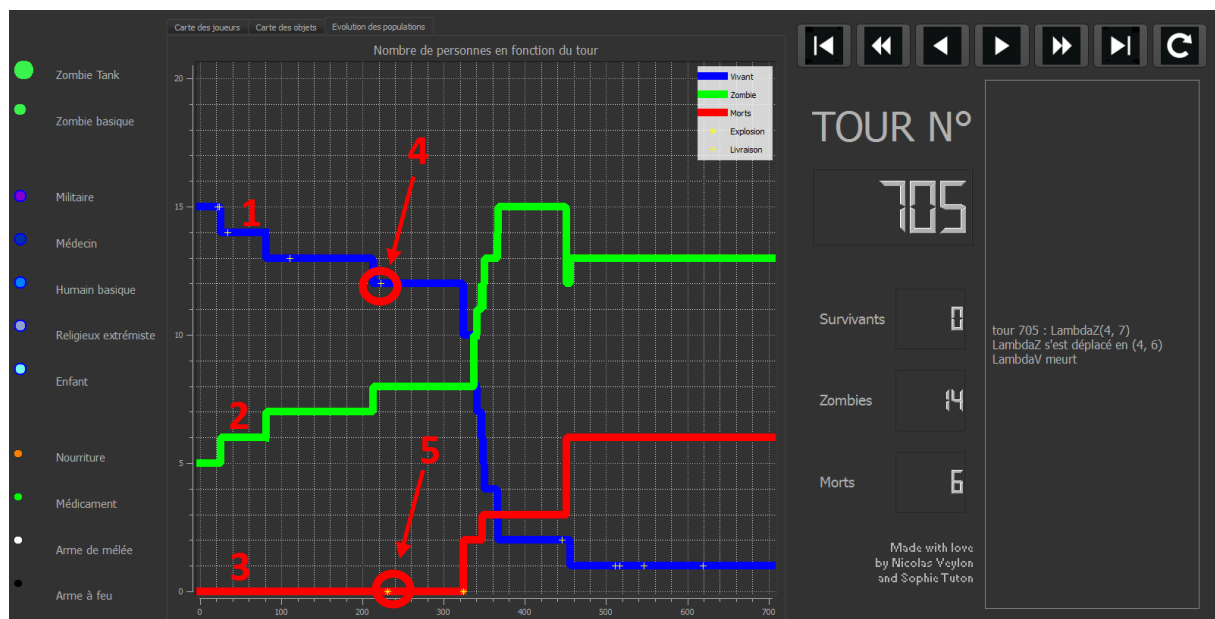 Carte des joueurs Carte des objets Evolution des populations
Nombre de personnes en fonction du tour
Zombie Tank
Zombie basique
Militaire
Médecin
Humain basique
Religieux extrémiste
Enfant
Nourriture
Médicament
Arme de mélée
Arme à feu
20
15
10
5
0
0 100 200 300 400 500 600 700
Vivant
Zombie
Morts
Explosion
Livraison
1
2
3
4
5
TOUR N°
705
Survivants 0
Zombies 14
Morts 6
Made with love
by Nicolas Veylon
and Sophie Tuton
tour 705 : LambdaZ(4, 7)
LambdaZ s'est déplacé en (4, 6)
LambdaV meurt